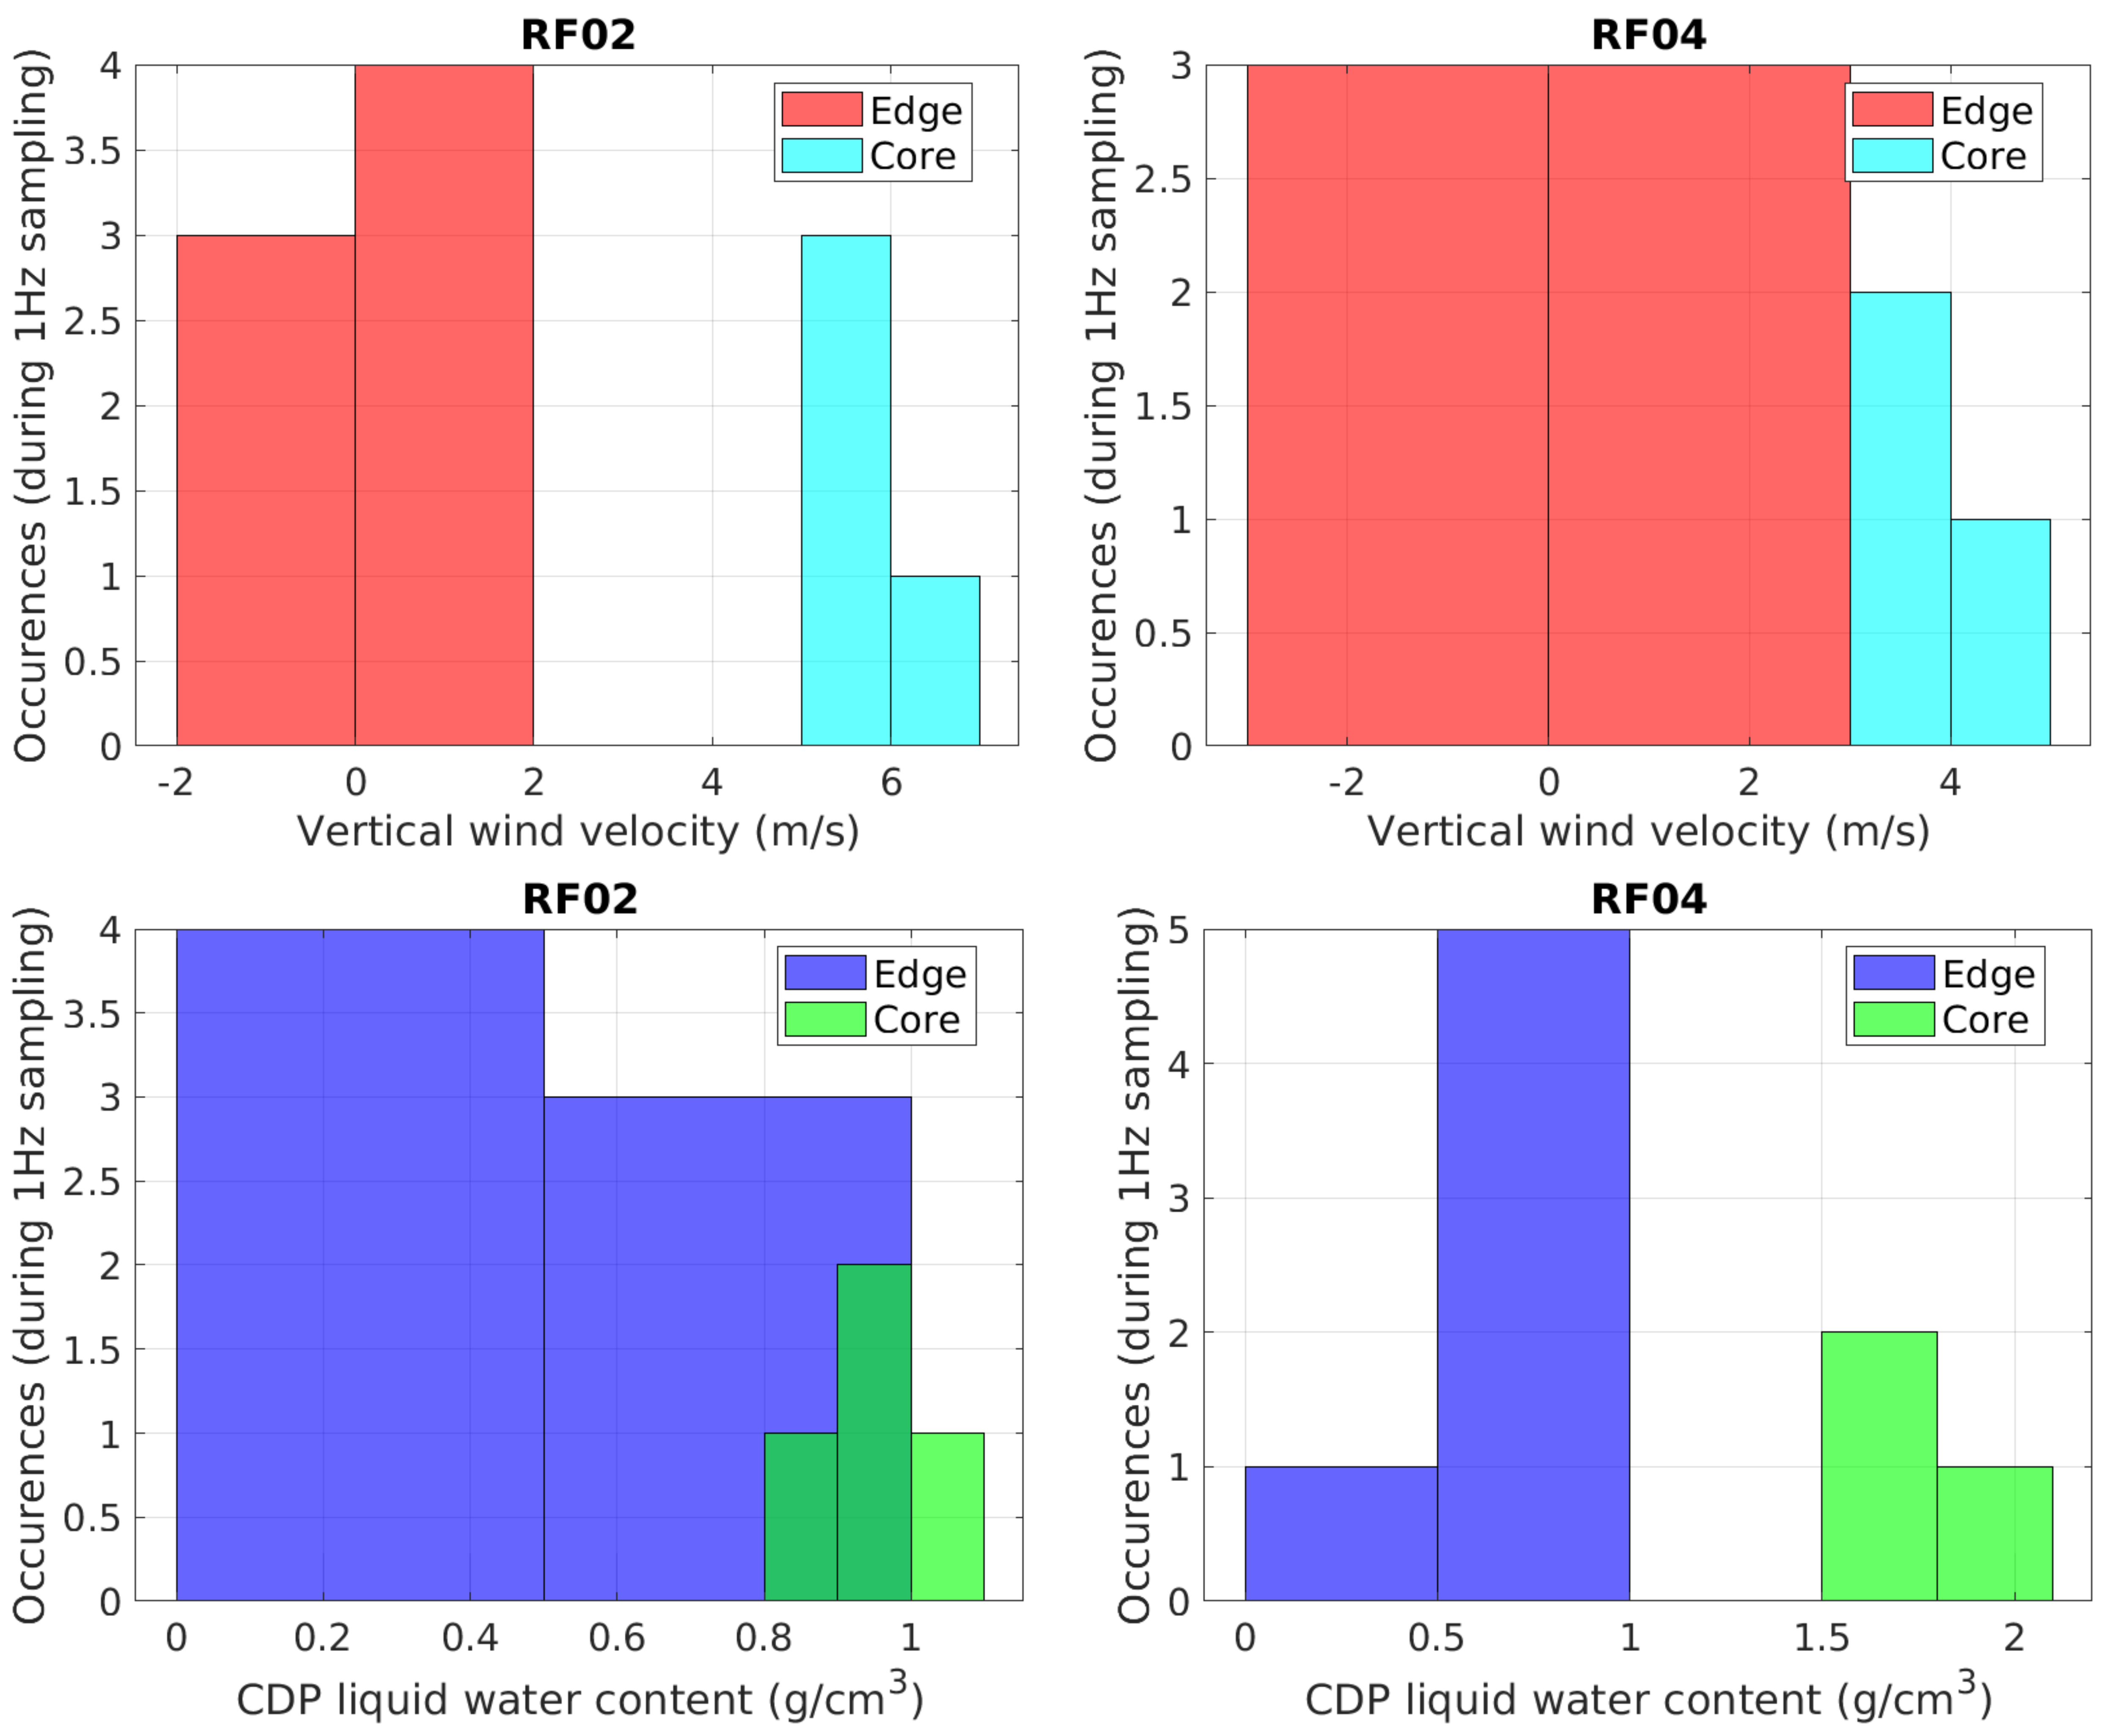 RF02
Occurences (during 1Hz sampling)
4
3.5
3
2.5
2
1.5
1
0.5
0
-2 0 2 4 6
Vertical wind velocity (m/s)
Edge
Core
RF04
Occurences (during 1Hz sampling)
3
2.5
2
1.5
1
0.5
0
-2 0 2 4
Vertical wind velocity (m/s)
Edge
Core
RF02
Occurences (during 1Hz sampling)
4
3.5
3
2.5
2
1.5
1
0.5
0
0 0.2 0.4 0.6 0.8 1
CDP liquid water content (g/cm³)
Edge
Core
RF04
Occurences (during 1Hz sampling)
5
4
3
2
1
0
0 0.5 1 1.5 2
CDP liquid water content (g/cm³)
Edge
Core